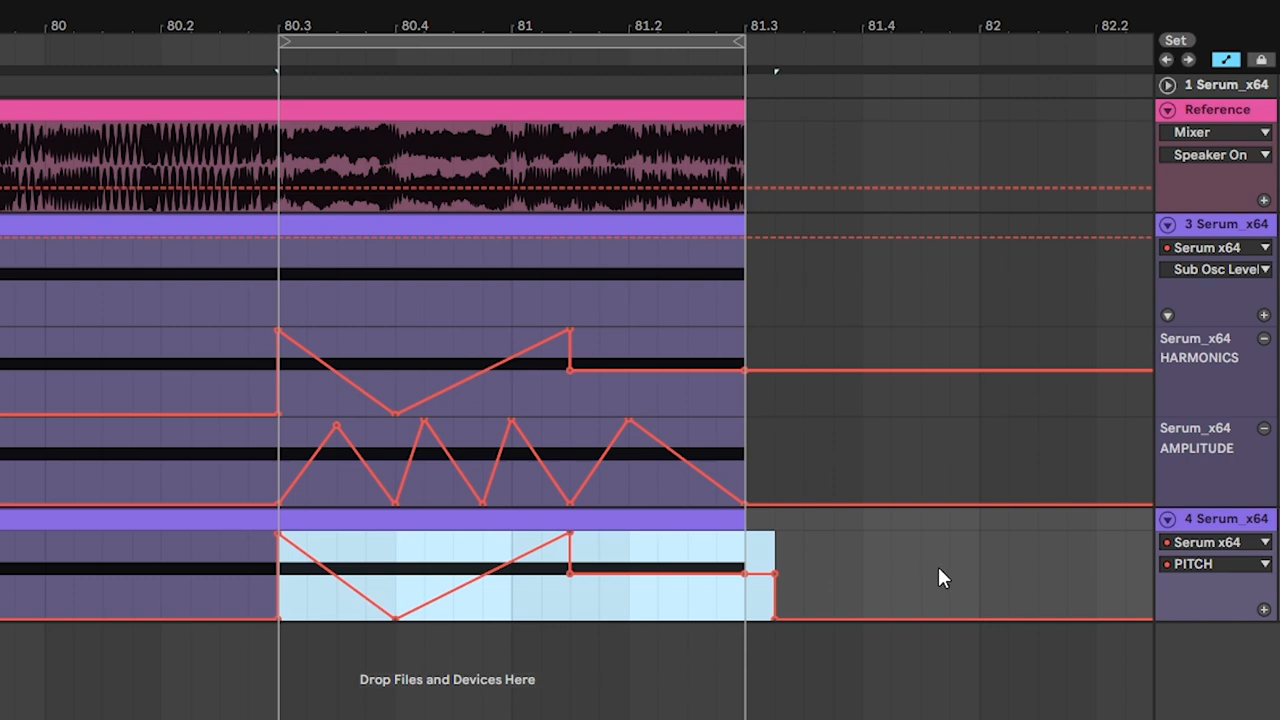 80
80.2
80.3
80.4
81
81.2
81.3
81.4
82
82.2
Set
1 Serum_x64
Reference
Mixer
Speaker On
3 Serum_x64
Serum x64
Sub Osc Level
Serum_x64
HARMONICS
Serum_x64
AMPLITUDE
4 Serum_x64
Serum x64
PITCH
Drop Files and Devices Here